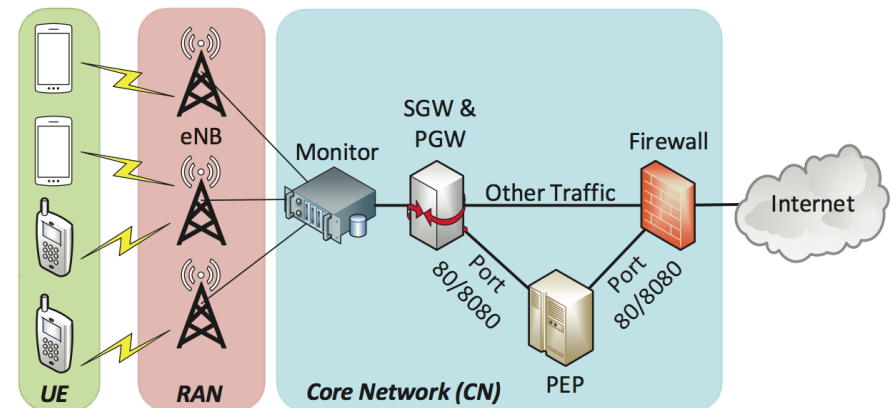 SGW &
PGW
eNB
Monitor
Firewall
Other Traffic
Internet
Port
80/8080
Port
80/8080
PEP
UE
RAN
Core Network (CN)